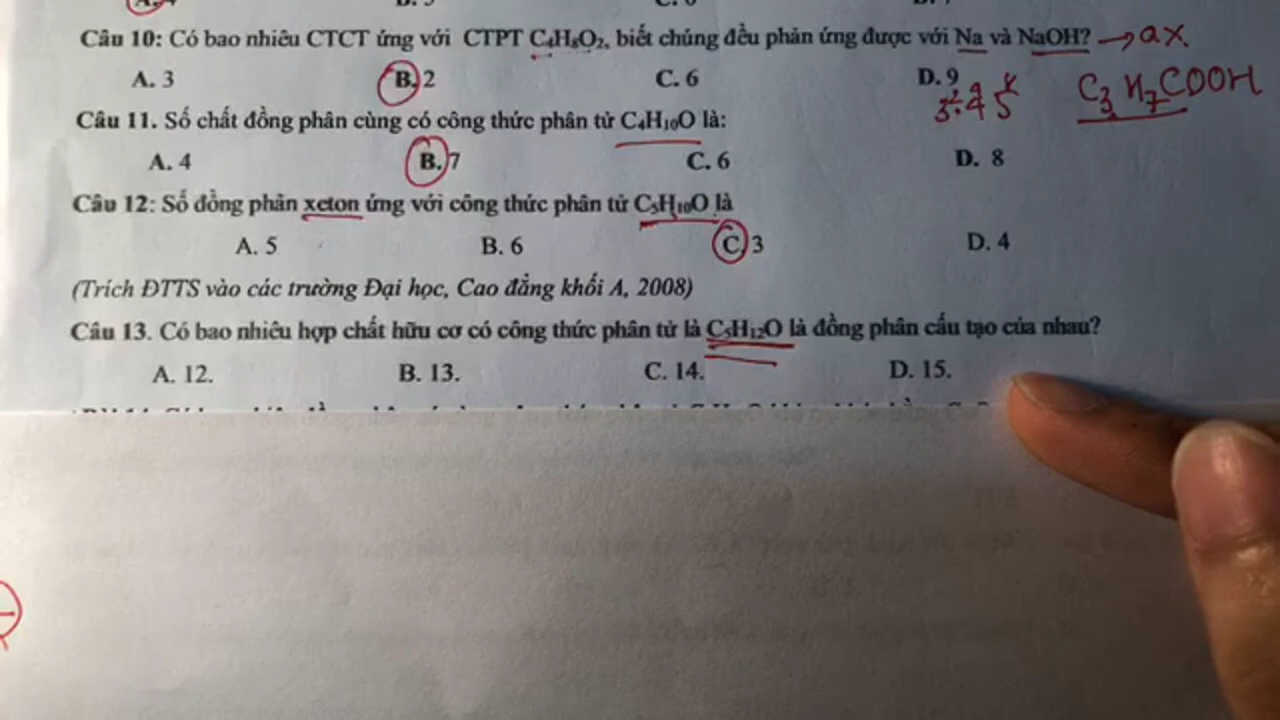 Câu 10: Có bao nhiêu CTCT ứng với CTPT C₄H₈O₂, biết chúng đều phản ứng được với Na và NaOH? → ax
A. 3 B. 2 C. 6 D. 9
C₃H₇COOH
Câu 11. Số chất đồng phân cùng có công thức phân tử C₄H₁₀O là:
A. 4 B. 7 C. 6 D. 8
Câu 12: Số đồng phân xeton ứng với công thức phân tử C₅H₁₀O là
A. 5 B. 6 C. 3 D. 4
(Trích ĐTTS vào các trường Đại học, Cao đẳng khối A, 2008)
Câu 13. Có bao nhiêu hợp chất hữu cơ có công thức phân tử là C₅H₁₂O là đồng phân cấu tạo của nhau?
A. 12. B. 13. C. 14. D. 15.